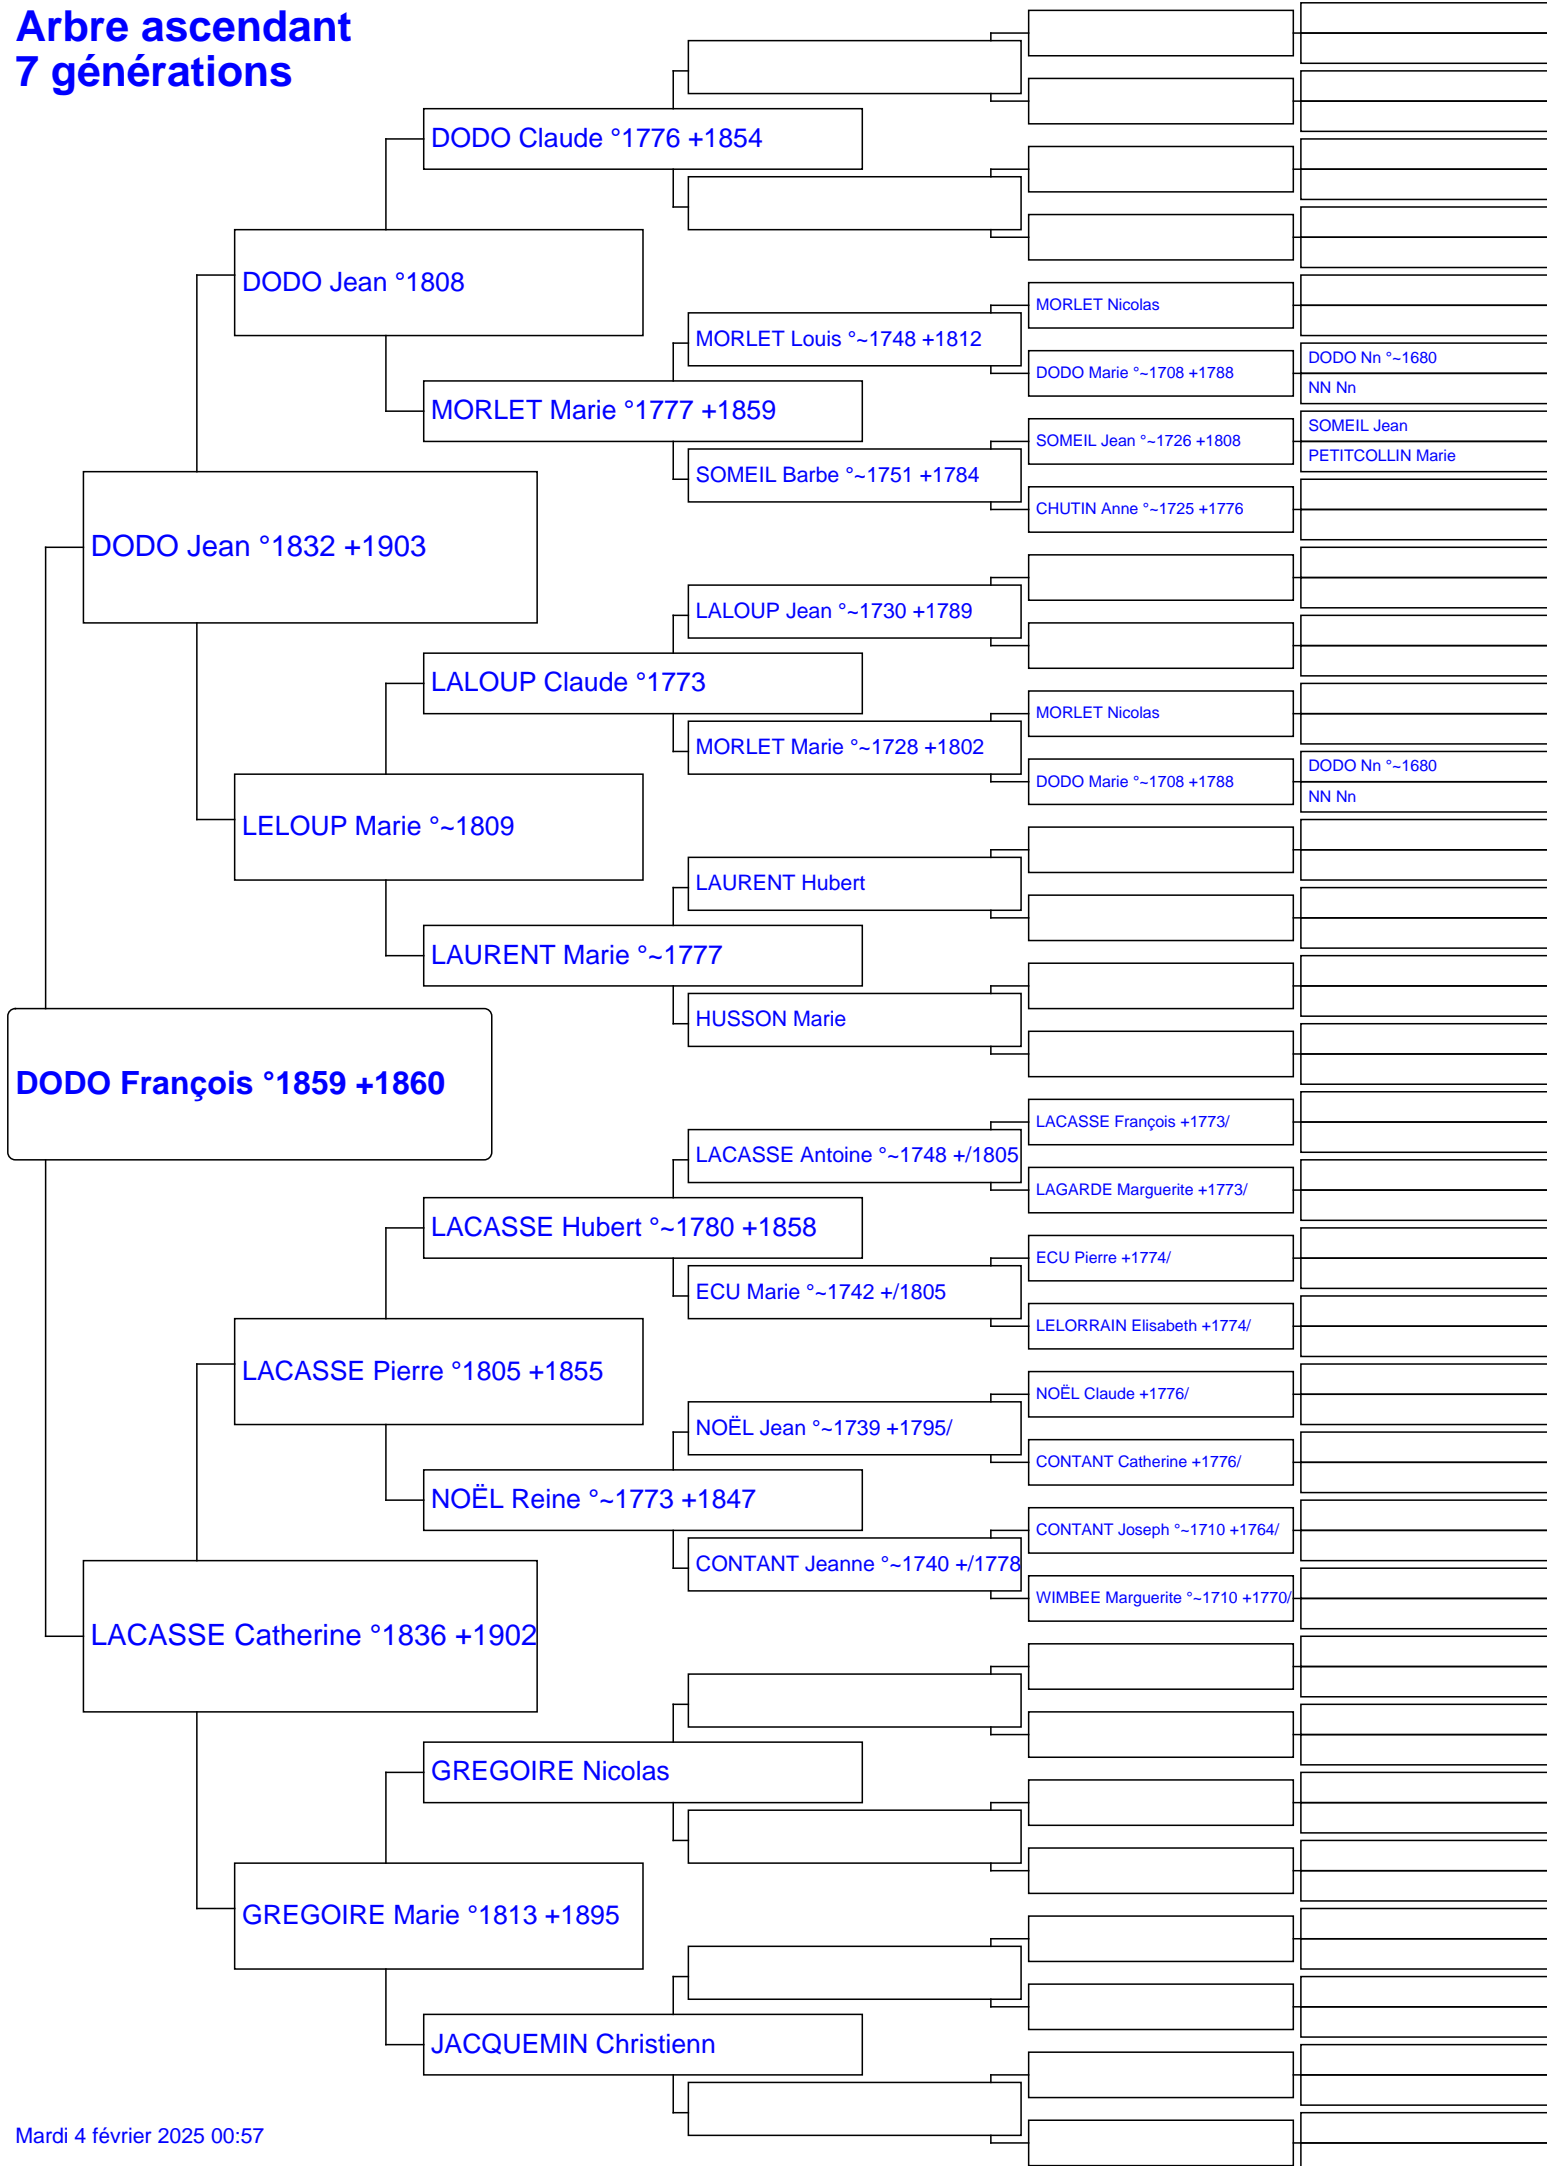 Arbre ascendant
7 générations
DODO Claude °1776 +1854
DODO Jean °1808
MORLET Nicolas
MORLET Louis °~1748 +1812
DODO Nn °~1680
DODO Marie °~1708 +1788
NN Nn
MORLET Marie °1777 +1859
SOMEIL Jean
SOMEIL Jean °~1726 +1808
PETITCOLLIN Marie
SOMEIL Barbe °~1751 +1784
CHUTIN Anne °~1725 +1776
DODO Jean °1832 +1903
LALOUP Jean °~1730 +1789
LALOUP Claude °1773
MORLET Nicolas
MORLET Marie °~1728 +1802
DODO Nn °~1680
DODO Marie °~1708 +1788
NN Nn
LELOUP Marie °~1809
LAURENT Hubert
LAURENT Marie °~1777
HUSSON Marie
DODO François °1859 +1860
LACASSE François +1773/
LACASSE Antoine °~1748 +/1805
LAGARDE Marguerite +1773/
LACASSE Hubert °~1780 +1858
ECU Pierre +1774/
ECU Marie °~1742 +/1805
LELORRAIN Elisabeth +1774/
LACASSE Pierre °1805 +1855
NOËL Claude +1776/
NOËL Jean °~1739 +1795/
CONTANT Catherine +1776/
NOËL Reine °~1773 +1847
CONTANT Joseph °~1710 +1764/
CONTANT Jeanne °~1740 +/1778
WIMBEE Marguerite °~1710 +1770/
LACASSE Catherine °1836 +1902
GREGOIRE Nicolas
GREGOIRE Marie °1813 +1895
JACQUEMIN Christienn
Mardi 4 février 2025 00:57